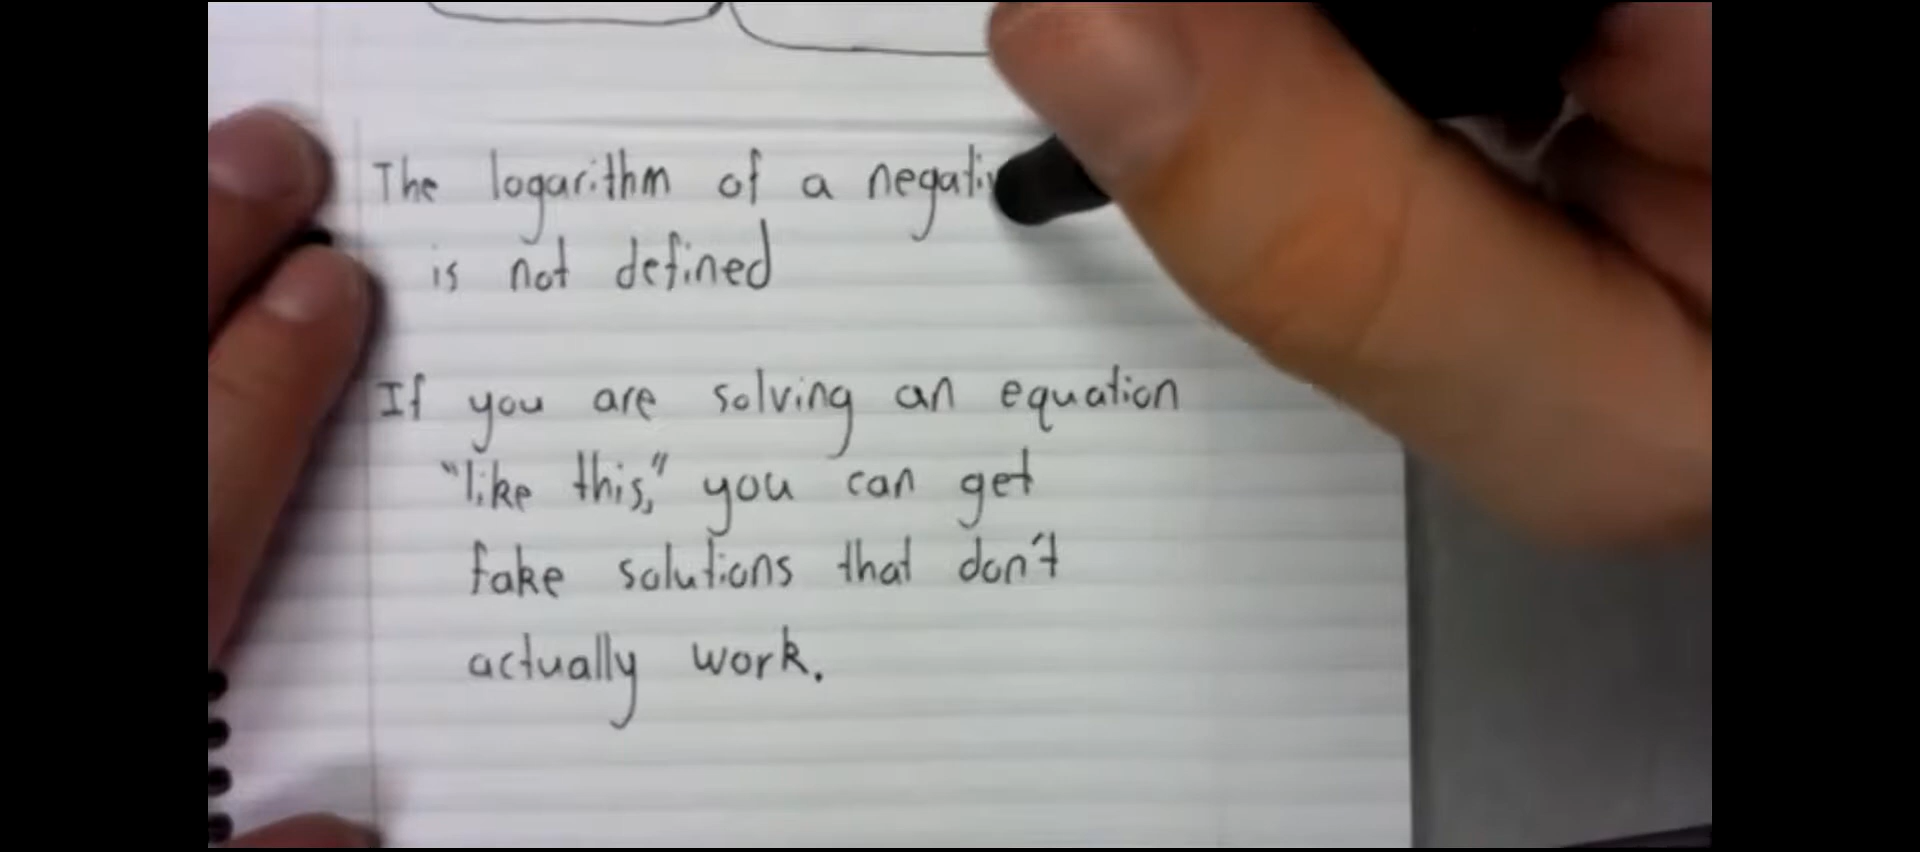 The logarithm of a
is not defined
If you are solving an equation
"like this," you can get
fake solutions that don't
actually work.